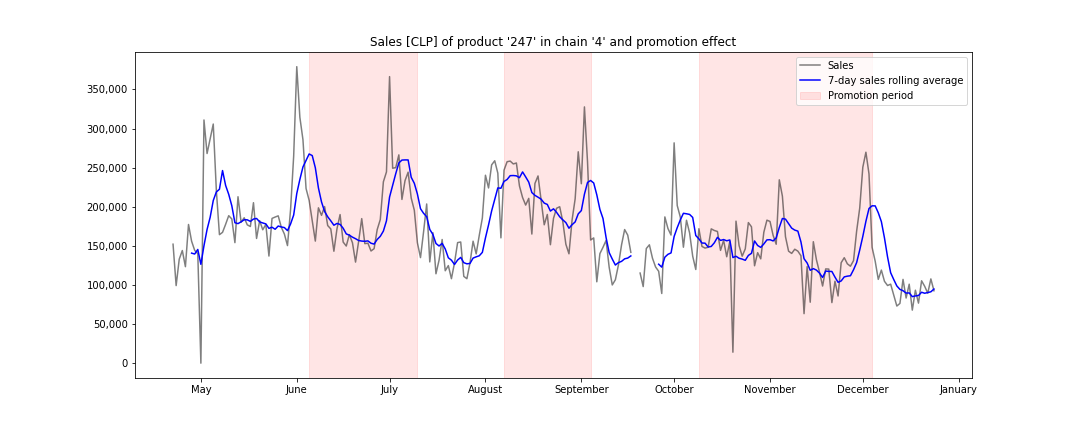 Sales [CLP] of product '247' in chain '4' and promotion effect
Sales
7-day sales rolling average
Promotion period
350,000
300,000
250,000
200,000
150,000
100,000
50,000
0
May June July August September October November December January